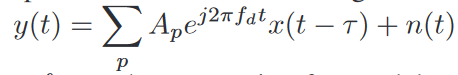 y(t) = ∑_p A_p e^{j2πf_d t} x(t − τ) + n(t)